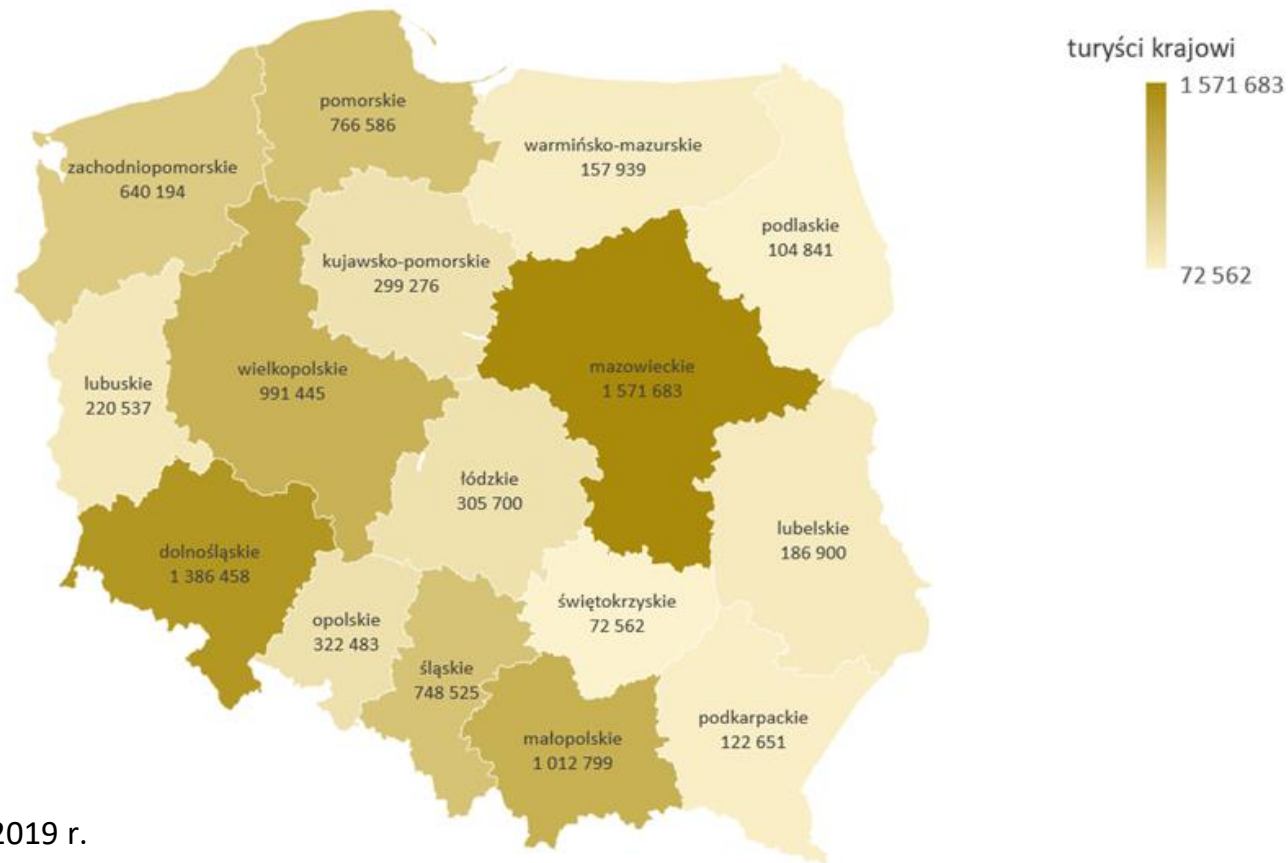 turyści krajowi
1 571 683
72 562
pomorskie
766 586
zachodniopomorskie
640 194
warmińsko-mazurskie
157 939
podlaskie
104 841
kujawsko-pomorskie
299 276
lubuskie
220 537
wielkopolskie
991 445
mazowieckie
1 571 683
łódzkie
305 700
lubelskie
186 900
dolnośląskie
1 386 458
opolskie
322 483
świętokrzyskie
72 562
śląskie
748 525
małopolskie
1 012 799
podkarpackie
122 651
2019 r.